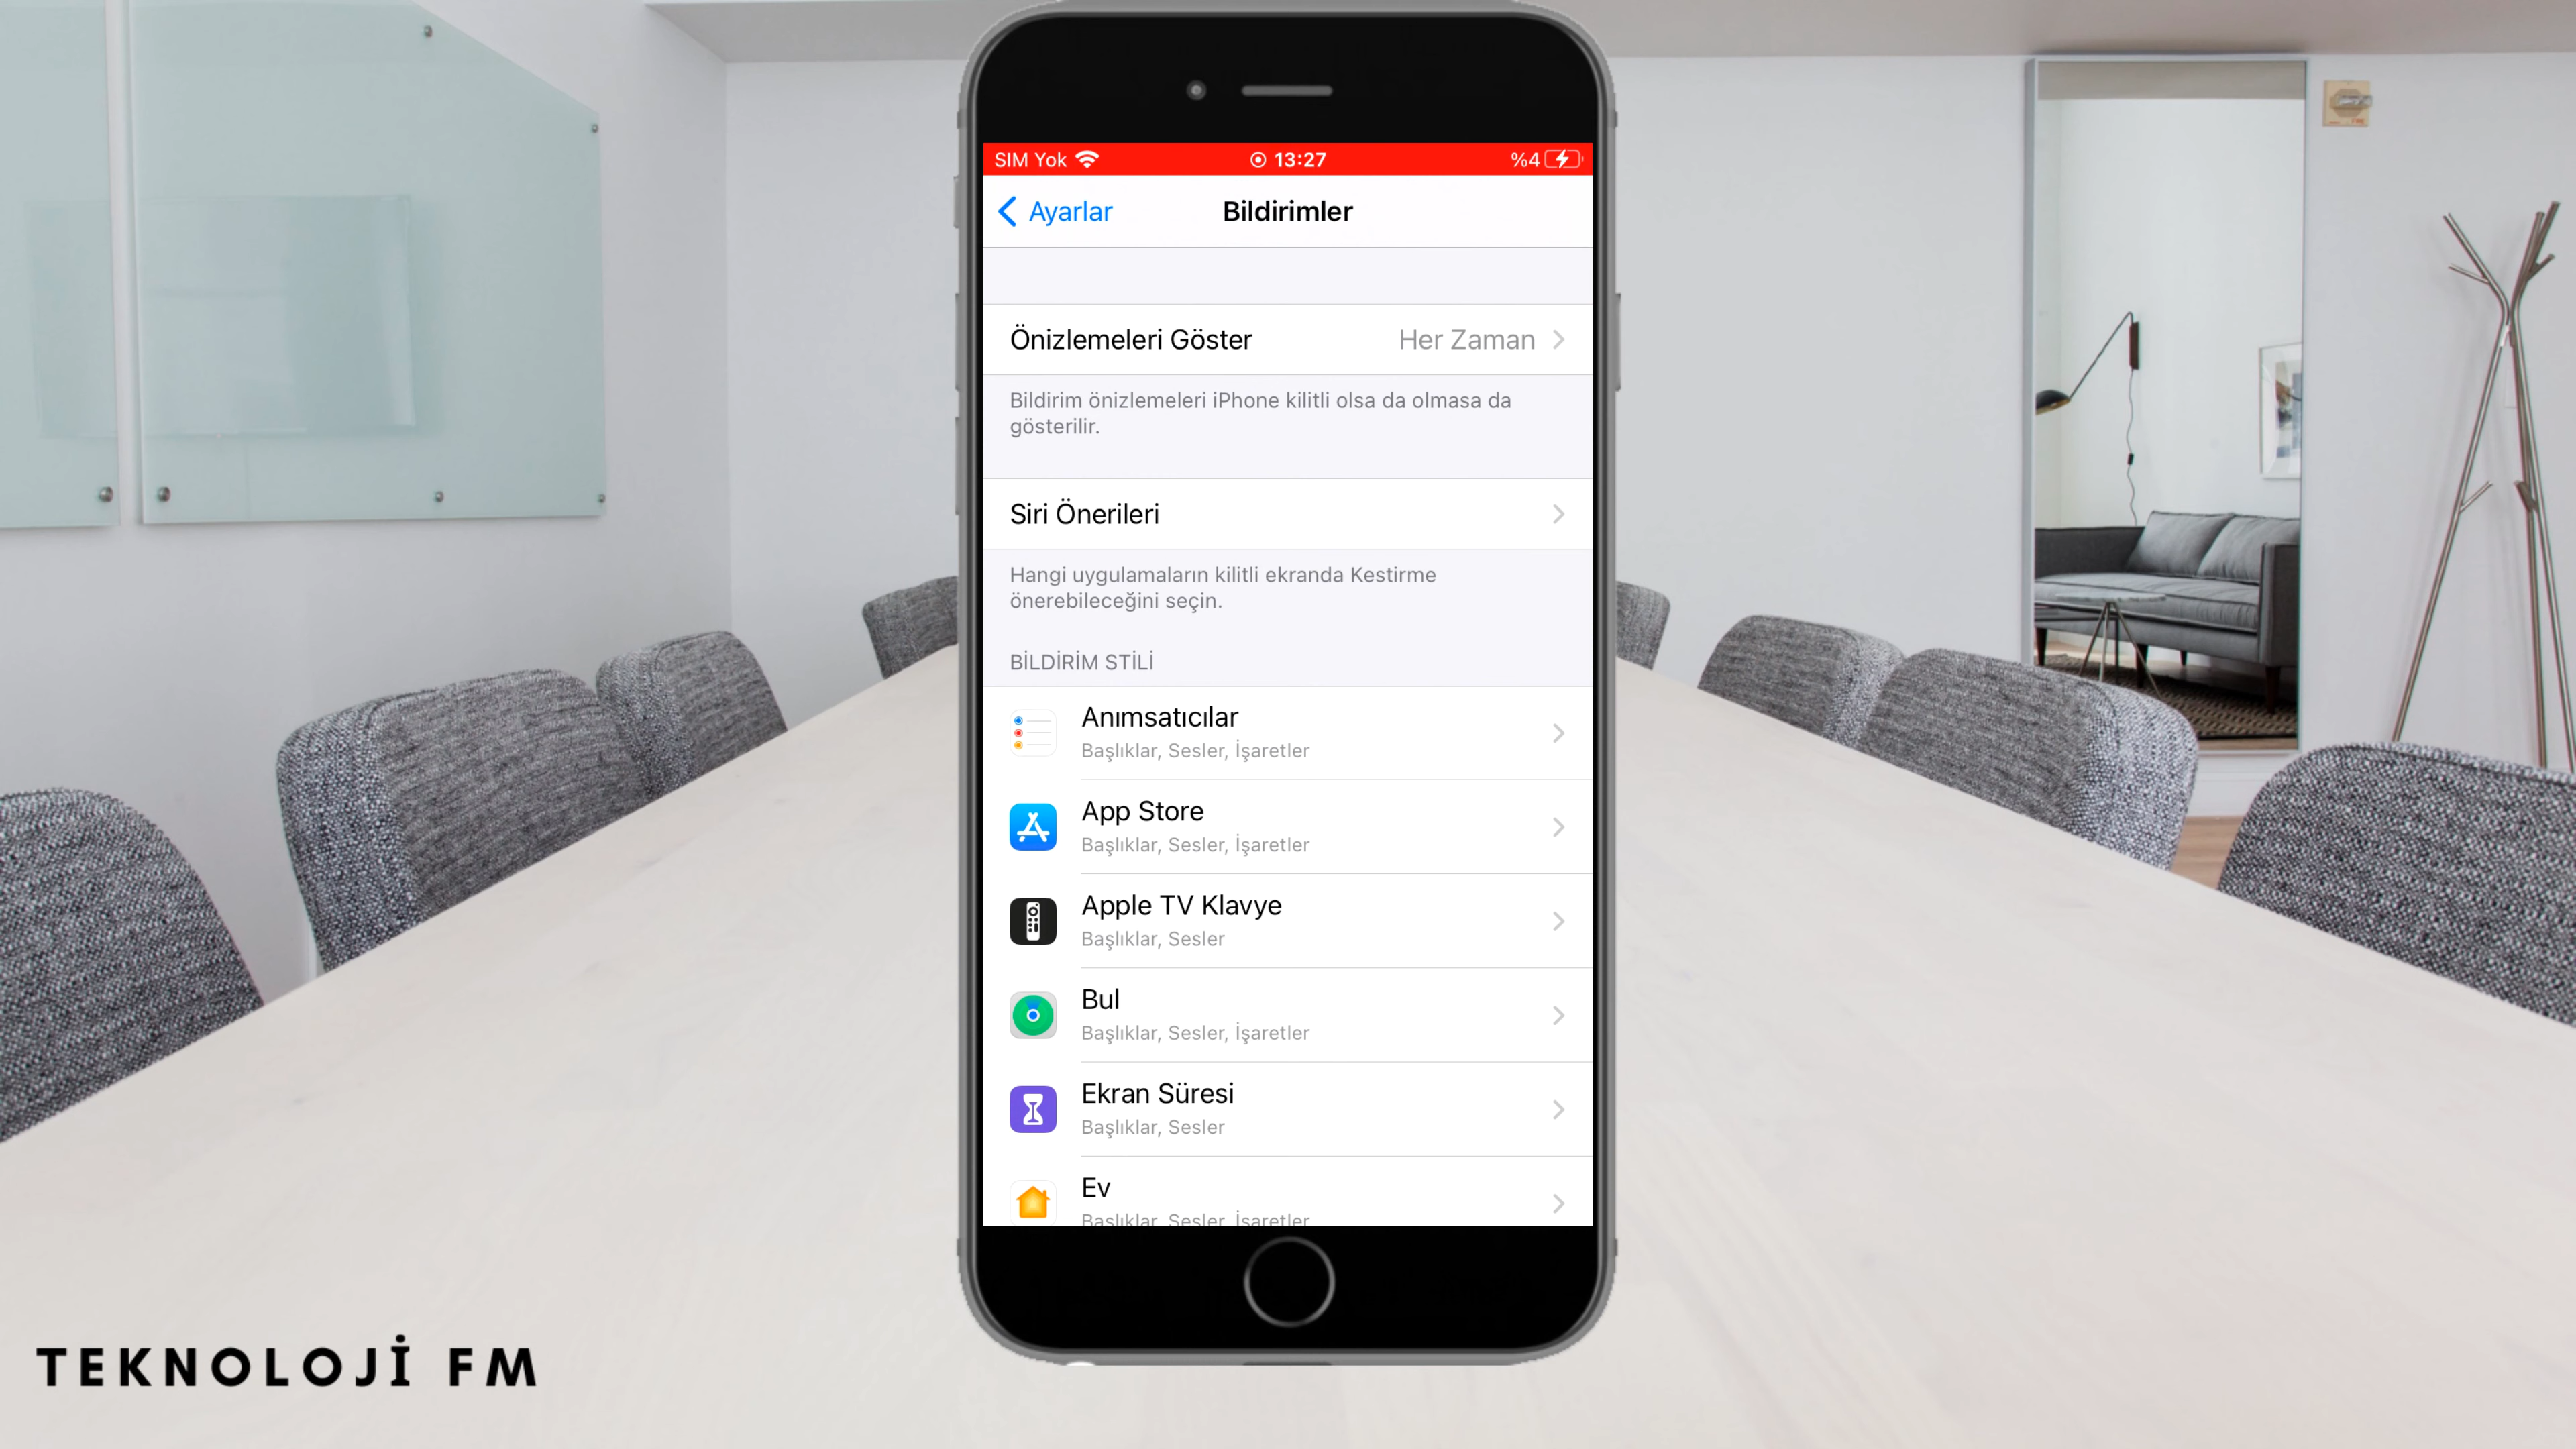 SIM Yok 13:27 %4
Ayarlar Bildirimler
Önizlemeleri Göster Her Zaman
Bildirim önizlemeleri iPhone kilitli olsa da olmasa da
gösterilir.
Siri Önerileri
Hangi uygulamaların kilitli ekranda Kestirme
önerebileceğini seçin.
BİLDİRİM STİLİ
Anımsatıcılar
Başlıklar, Sesler, İşaretler
App Store
Başlıklar, Sesler, İşaretler
Apple TV Klavye
Başlıklar, Sesler
Bul
Başlıklar, Sesler, İşaretler
Ekran Süresi
Başlıklar, Sesler
Ev
Başlıklar, Sesler, İşaretler
TEKNOLOJİ FM